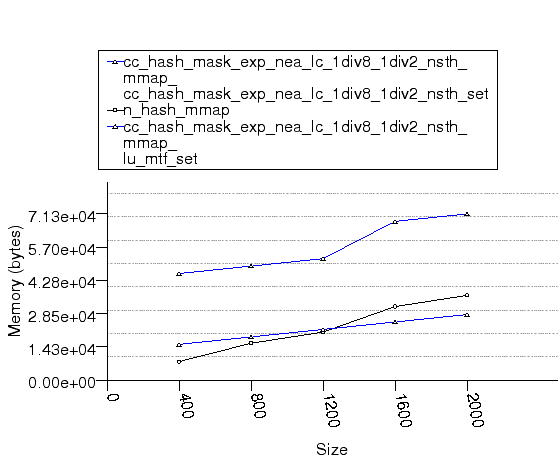 cc_hash_mask_exp_nea_lc_1div8_1div2_nsth_
mmap_
cc_hash_mask_exp_nea_lc_1div8_1div2_nsth_set
n_hash_mmap
cc_hash_mask_exp_nea_lc_1div8_1div2_nsth_
mmap_
lu_mtf_set
Memory (bytes)
7.13e+04
5.70e+04
4.28e+04
2.85e+04
1.43e+04
0.00e+00
0
400
800
1200
1600
2000
Size